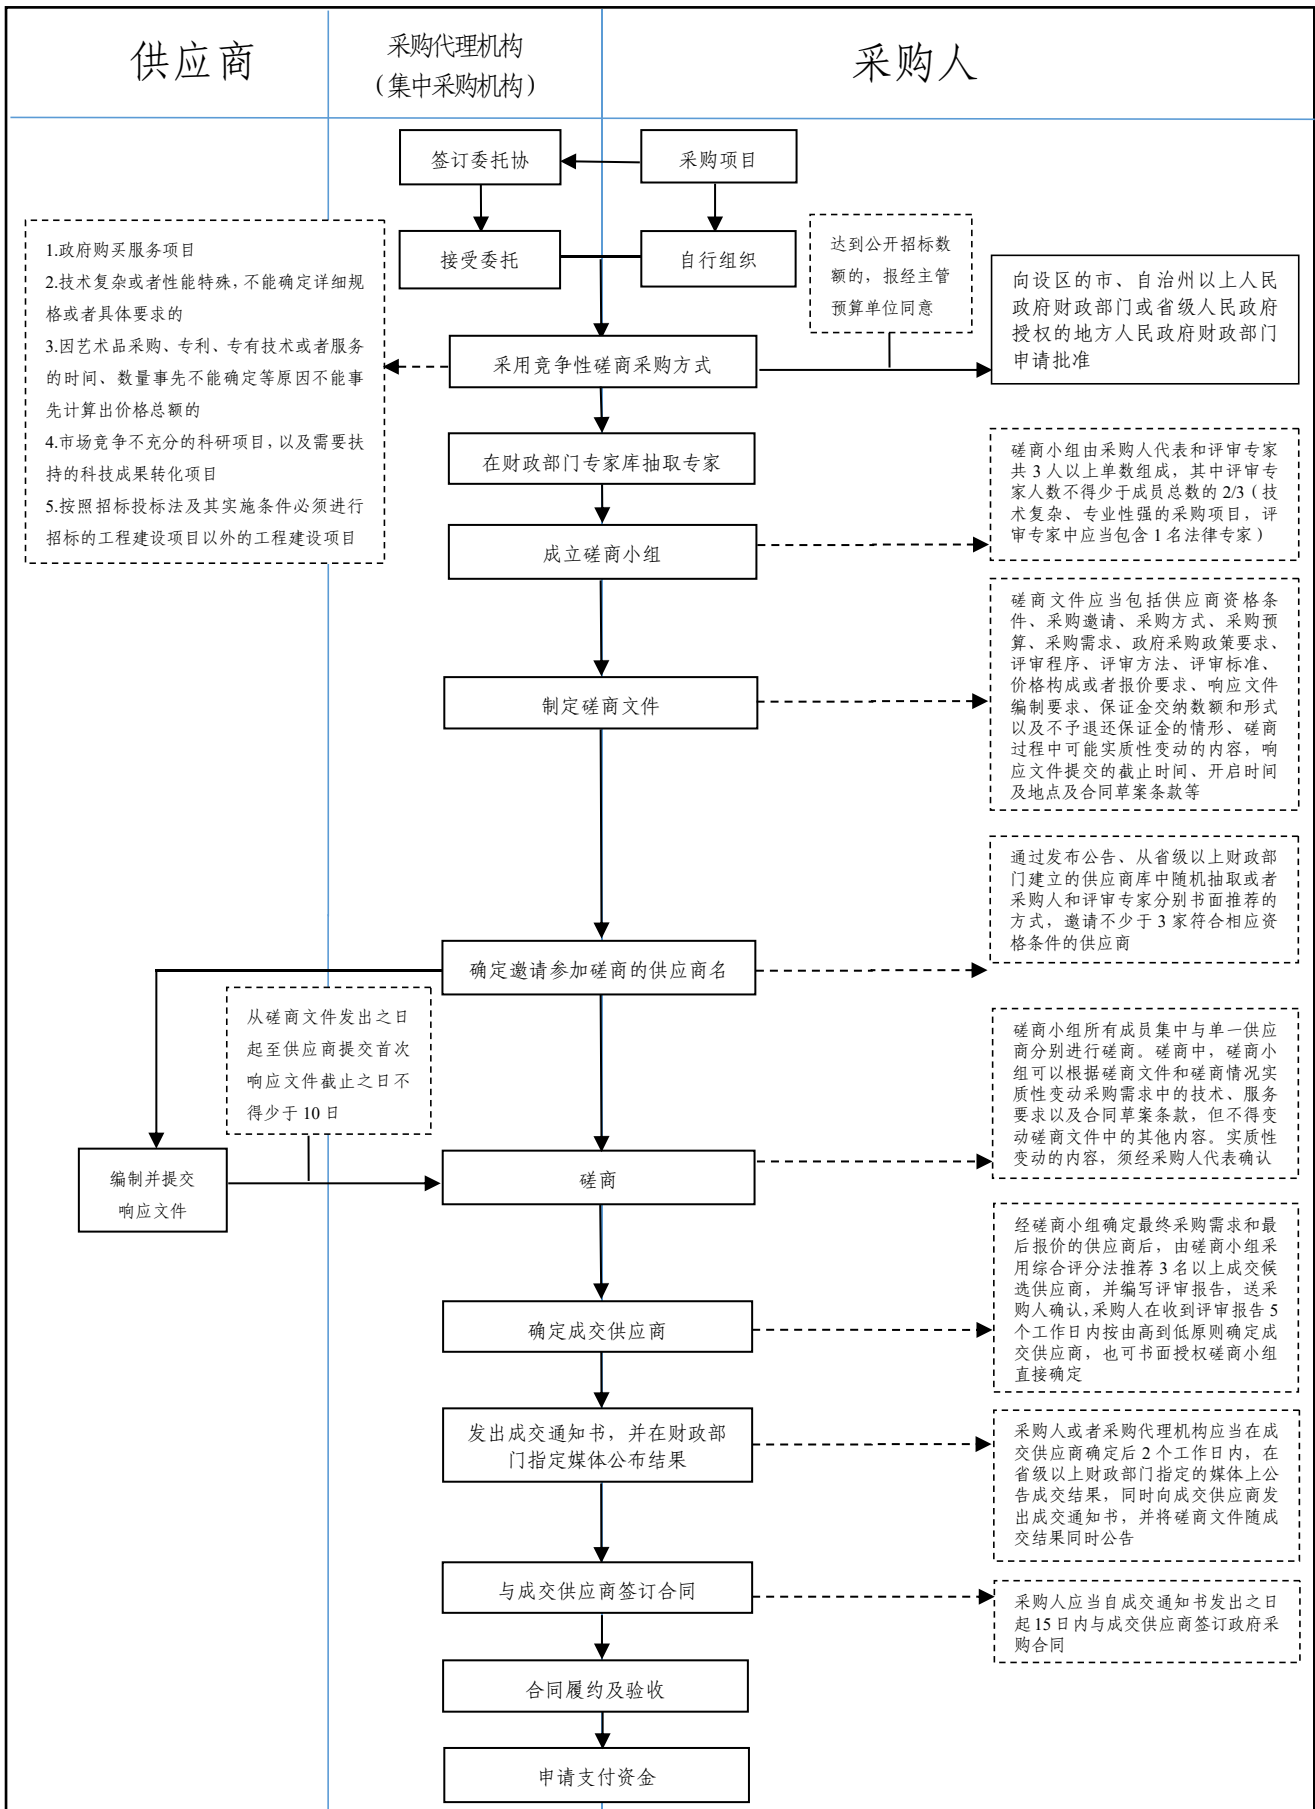 供应商
采购代理机构
（集中采购机构）
采购人
签订委托协
采购项目
接受委托
自行组织
达到公开招标数
额的，报经主管
预算单位同意
向设区的市、自治州以上人民
政府财政部门或省级人民政府
授权的地方人民政府财政部门
申请批准
1.政府购买服务项目
2.技术复杂或者性能特殊，不能确定详细规
格或者具体要求的
3.因艺术品采购、专利、专有技术或者服务
的时间、数量事先不能确定等原因不能事
先计算出价格总额的
4.市场竞争不充分的科研项目，以及需要扶
持的科技成果转化项目
5.按照招标投标法及其实施条件必须进行
招标的工程建设项目以外的工程建设项目
采用竞争性磋商采购方式
在财政部门专家库抽取专家
成立磋商小组
磋商小组由采购人代表和评审专家
共 3 人以上单数组成，其中评审专
家人数不得少于成员总数的 2/3（技
术复杂、专业性强的采购项目，评
审专家中应当包含 1 名法律专家）
制定磋商文件
磋商文件应当包括供应商资格条
件、采购邀请、采购方式、采购预
算、采购需求、政府采购政策要求、
评审程序、评审方法、评审标准、
价格构成或者报价要求、响应文件
编制要求、保证金交纳数额和形式
以及不予退还保证金的情形、磋商
过程中可能实质性变动的内容，响
应文件提交的截止时间、开启时间
及地点及合同草案条款等
确定邀请参加磋商的供应商名
通过发布公告、从省级以上财政部
门建立的供应商库中随机抽取或者
采购人和评审专家分别书面推荐的
方式，邀请不少于 3 家符合相应资
格条件的供应商
从磋商文件发出之日
起至供应商提交首次
响应文件截止之日不
得少于 10 日
编制并提交
响应文件
磋商
磋商小组所有成员集中与单一供应
商分别进行磋商。磋商中，磋商小
组可以根据磋商文件和磋商情况实
质性变动采购需求中的技术、服务
要求以及合同草案条款，但不得变
动磋商文件中的其他内容。实质性
变动的内容，须经采购人代表确认
确定成交供应商
经磋商小组确定最终采购需求和最
后报价的供应商后，由磋商小组采
用综合评分法推荐 3 名以上成交候
选供应商，并编写评审报告，送采
购人确认，采购人在收到评审报告 5
个工作日内按由高到低原则确定成
交供应商，也可书面授权磋商小组
直接确定
发出成交通知书，并在财政部
门指定媒体公布结果
采购人或者采购代理机构应当在成
交供应商确定后 2 个工作日内，在
省级以上财政部门指定的媒体上公
告成交结果，同时向成交供应商发
出成交通知书，并将磋商文件随成
交结果同时公告
与成交供应商签订合同
采购人应当自成交通知书发出之日
起 15 日内与成交供应商签订政府采
购合同
合同履约及验收
申请支付资金